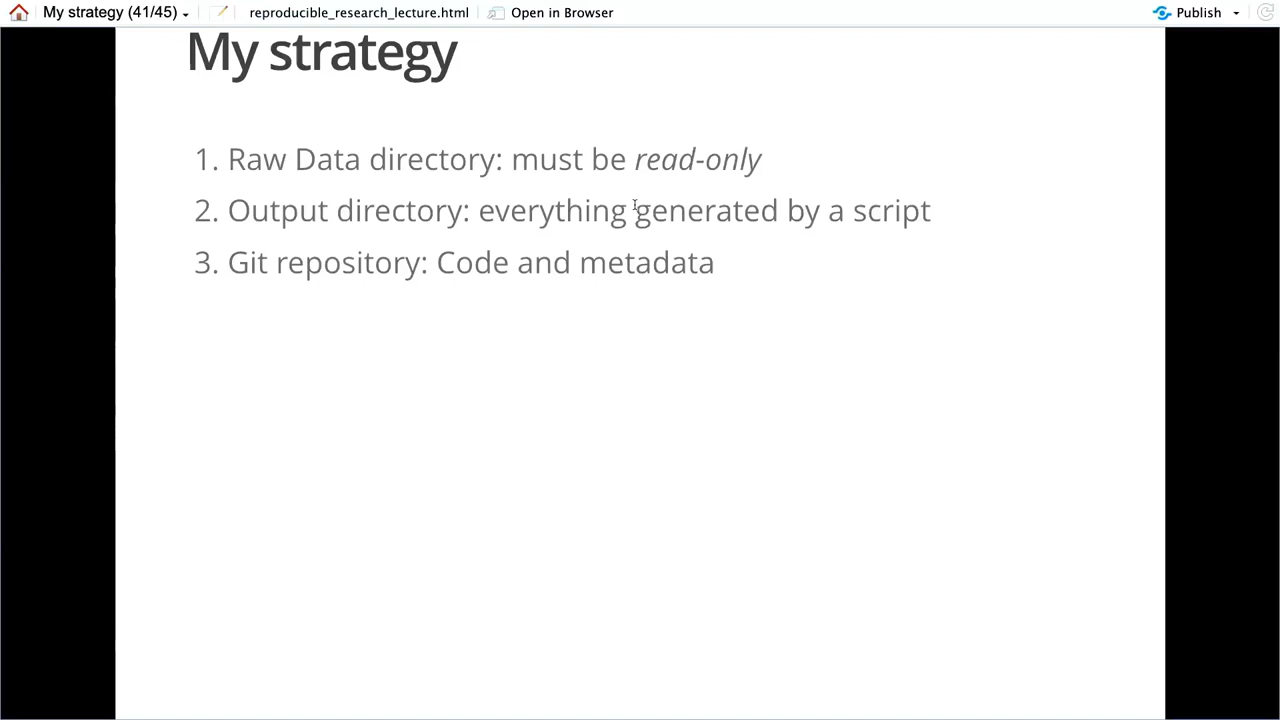 My strategy (41/45) reproducible_research_lecture.html Open in Browser Publish
My strategy
1. Raw Data directory: must be read-only
2. Output directory: everything generated by a script
3. Git repository: Code and metadata